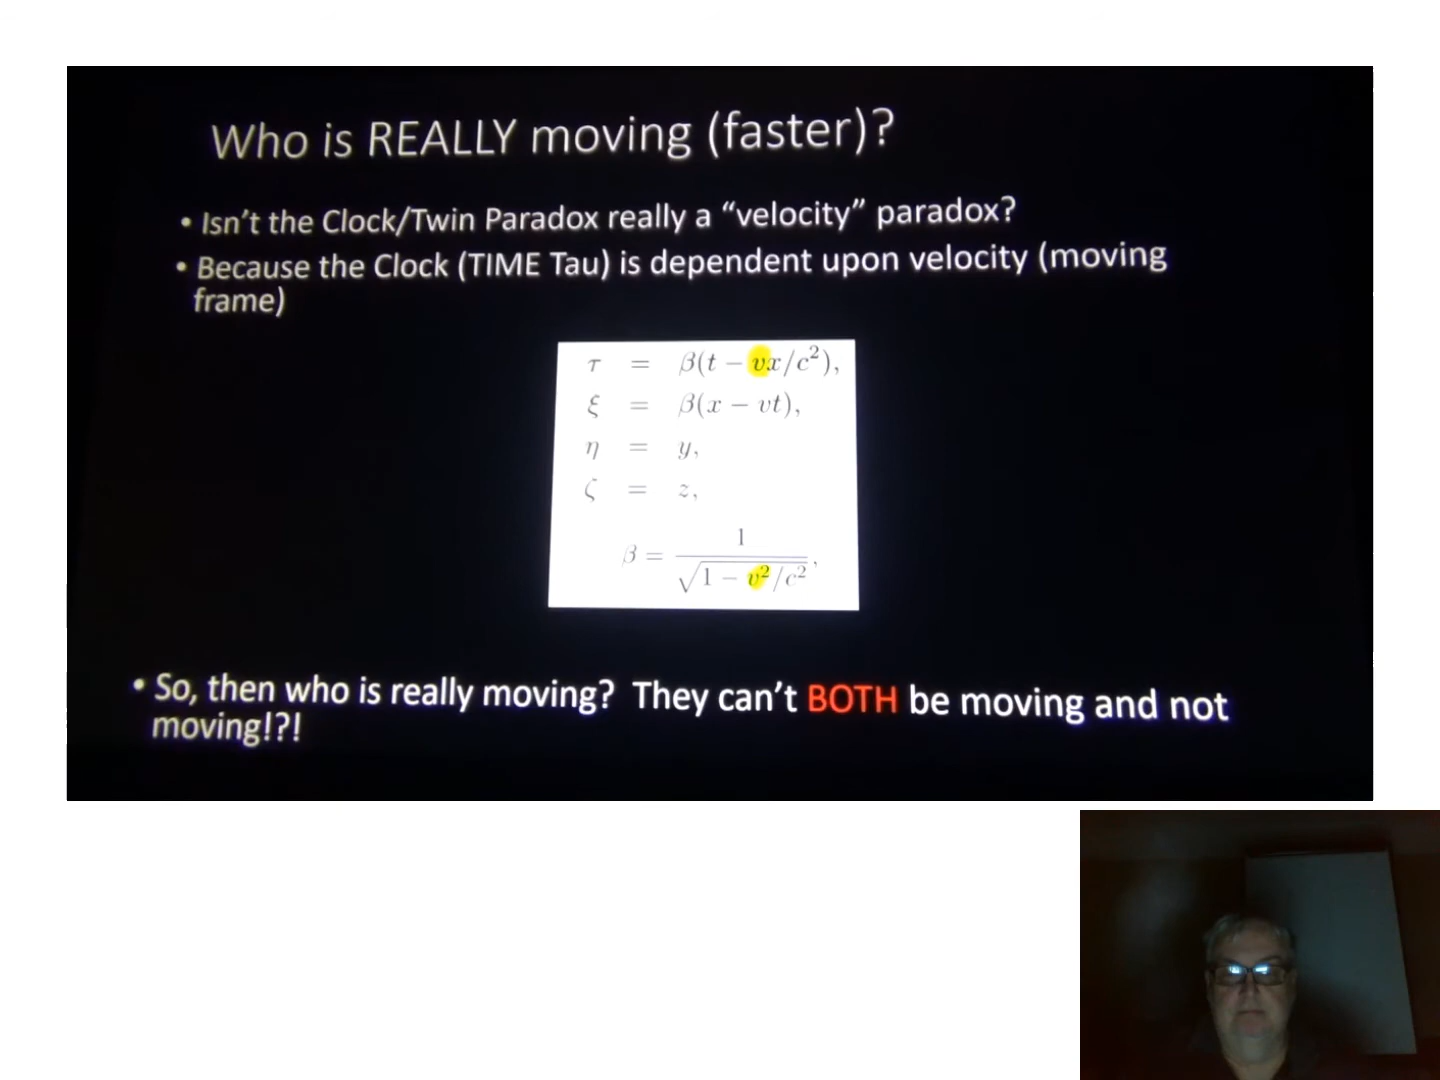 Who is REALLY moving (faster)?
• Isn't the Clock/Twin Paradox really a "velocity" paradox?
• Because the Clock (TIME Tau) is dependent upon velocity (moving
frame)
τ = β(t − vx/c²),
ξ = β(x − vt),
η = y,
ζ = z,
β = 1/√(1 − v²/c²),
• So, then who is really moving? They can't BOTH be moving and not
moving!?!